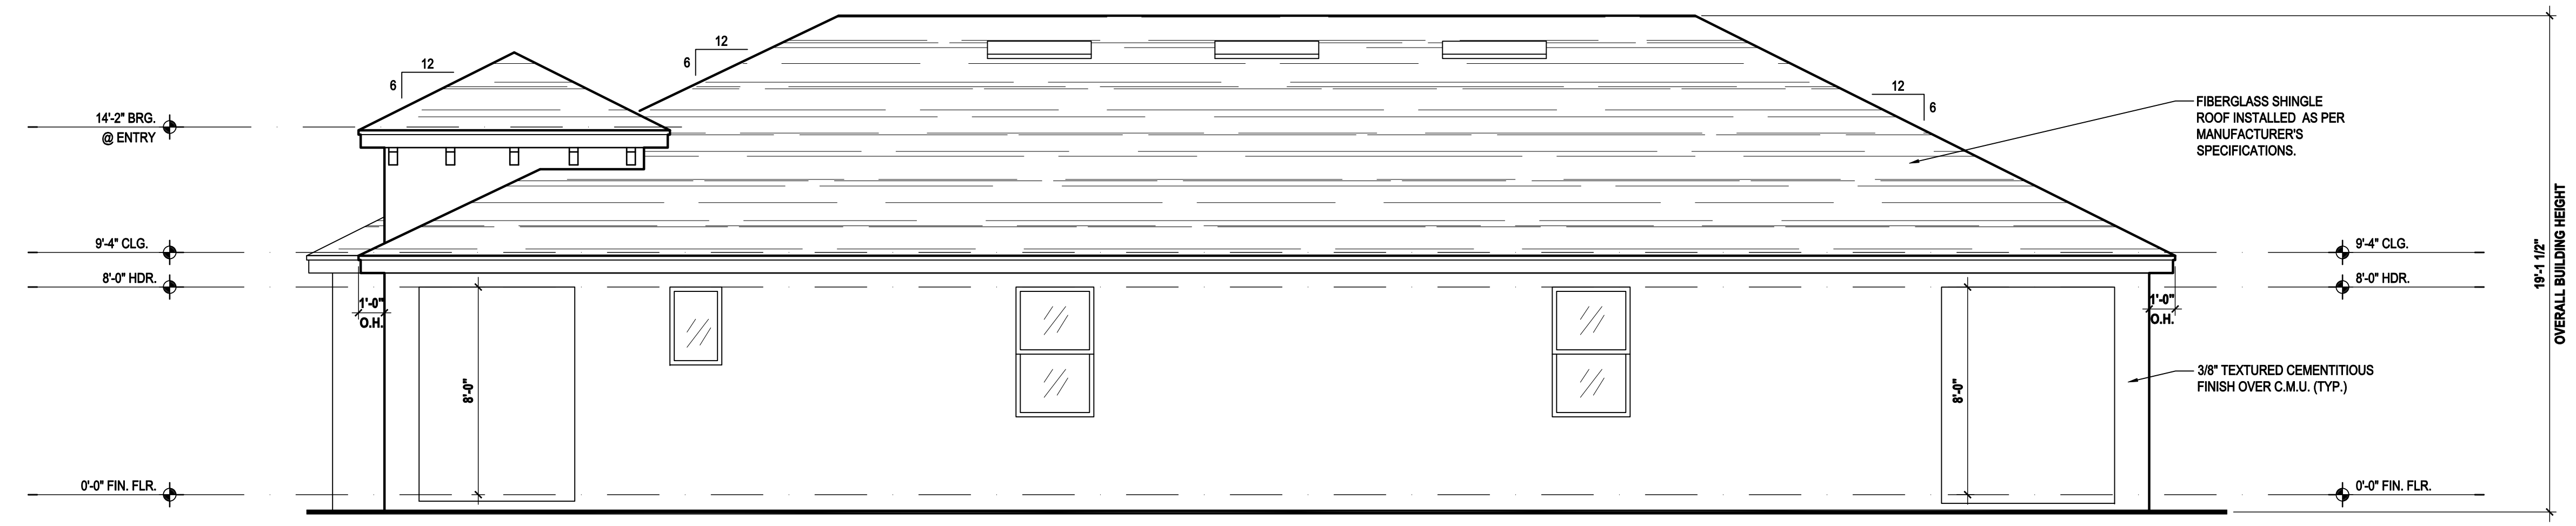 12
6
12
6
12
6
14'-2" BRG.
@ ENTRY
FIBERGLASS SHINGLE
ROOF INSTALLED AS PER
MANUFACTURER'S
SPECIFICATIONS.
9'-4" CLG.
8'-0" HDR.
1'-0"
O.H.
8'-0"
0'-0" FIN. FLR.
9'-4" CLG.
8'-0" HDR.
1'-0"
O.H.
8'-0"
3/8" TEXTURED CEMENTITIOUS
FINISH OVER C.M.U. (TYP.)
0'-0" FIN. FLR.
19'-1 1/2"
OVERALL BUILDING HEIGHT